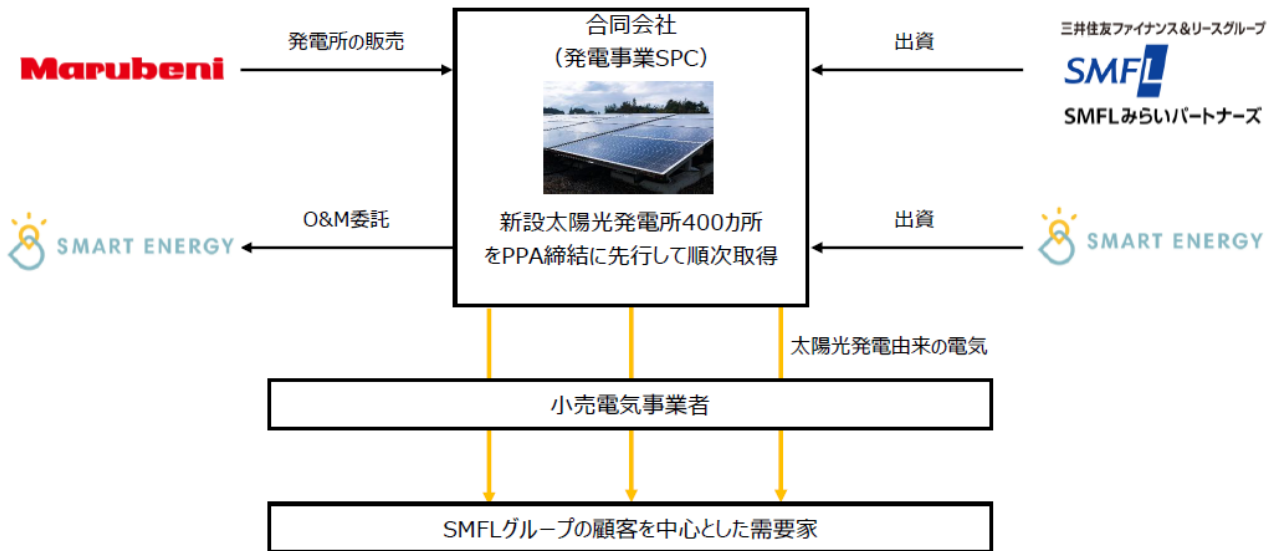 合同会社
(発電事業SPC)
新設太陽光発電所400カ所
をPPA締結に先行して順次取得
Marubeni
発電所の販売
出資
三井住友ファイナンス&リースグループ
SMFL
SMFLみらいパートナーズ
SMART ENERGY
O&M委託
出資
SMART ENERGY
太陽光発電由来の電気
小売電気事業者
SMFLグループの顧客を中心とした需要家